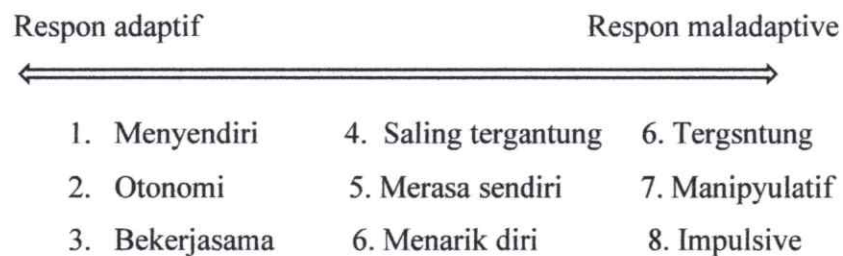 Respon adaptif Respon maladaptive
1. Menyendiri 4. Saling tergantung 6. Tergsntung
2. Otonomi 5. Merasa sendiri 7. Manipyulatif
3. Bekerjasama 6. Menarik diri 8. Impulsive